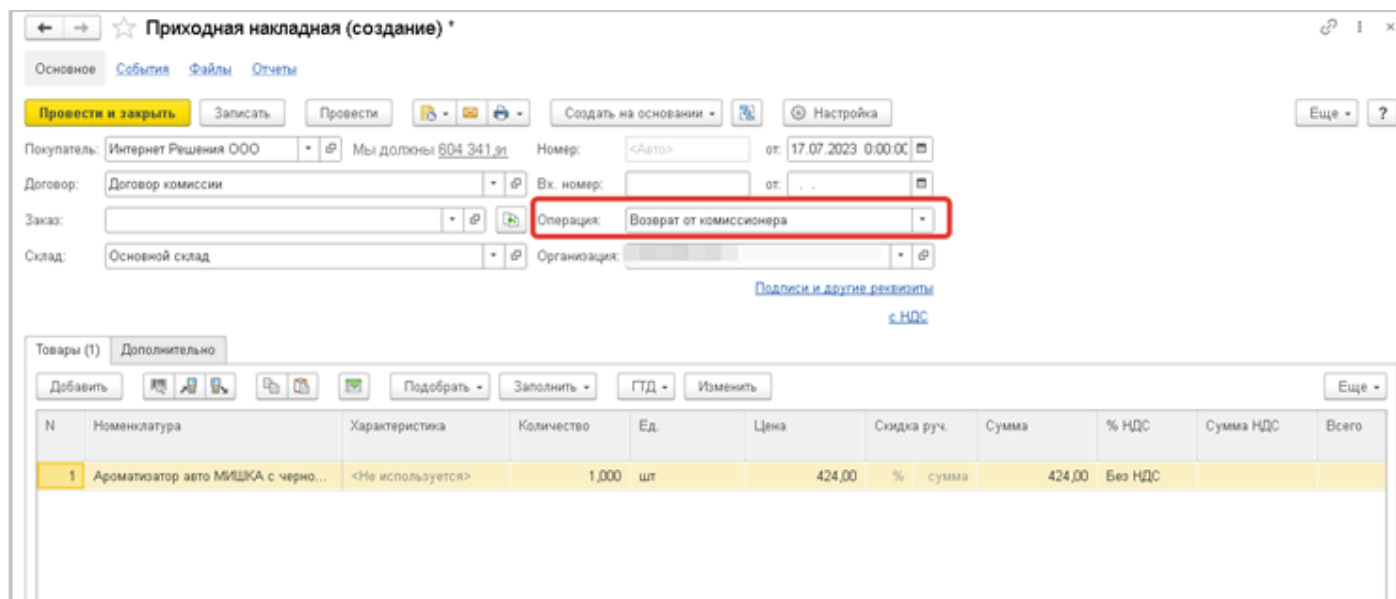 Приходная накладная (создание) *
Основное События Файлы Отчеты
Провести и закрыть Записать Провести Создать на основании Настройка Еще ?
Покупатель: Интернет Решения ООО Мы должны 604 341,91 Номер: <Авто> от: 17.07.2023 0:00:00
Договор: Договор комиссии Вх. номер: от: . .
Заказ: Операция: Возврат от комиссионера
Склад: Основной склад Организация:
Подписи и другие реквизиты
с НДС
Товары (1) Дополнительно
Добавить Подобрать Заполнить ГТД Изменить Еще
N Номенклатура Характеристика Количество Ед. Цена Скидка руч. Сумма % НДС Сумма НДС Всего
1 Ароматизатор авто МИШКА с черно... <Не используется> 1,000 шт 424,00 % сумма 424,00 Без НДС